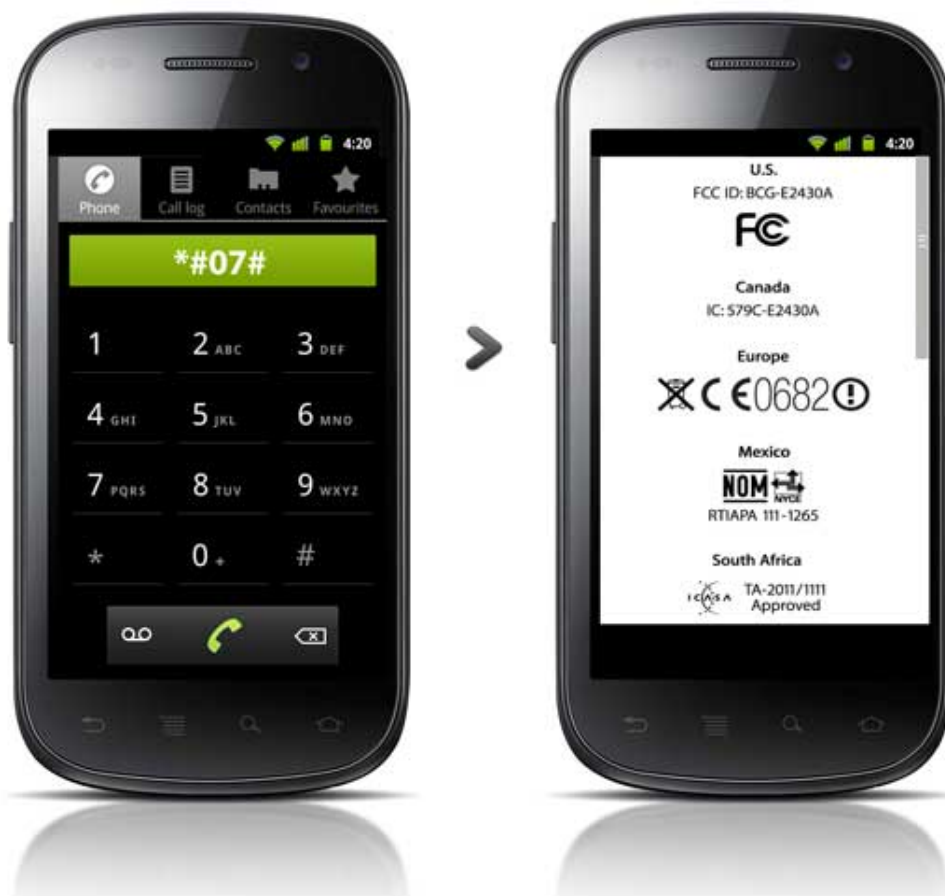 4:20
Phone Call log Contacts Favourites
*#07#
1 2 ABC 3 DEF
4 GHI 5 JKL 6 MNO
7 PQRS 8 TUV 9 WXYZ
* 0 + #
>
4:20
U.S.
FCC ID: BCG-E2430A
FC
Canada
IC: 579C-E2430A
Europe
CE0682
Mexico
NOM NYCE
RTIAPA 111-1265
South Africa
ICASA TA-2011/1111
Approved